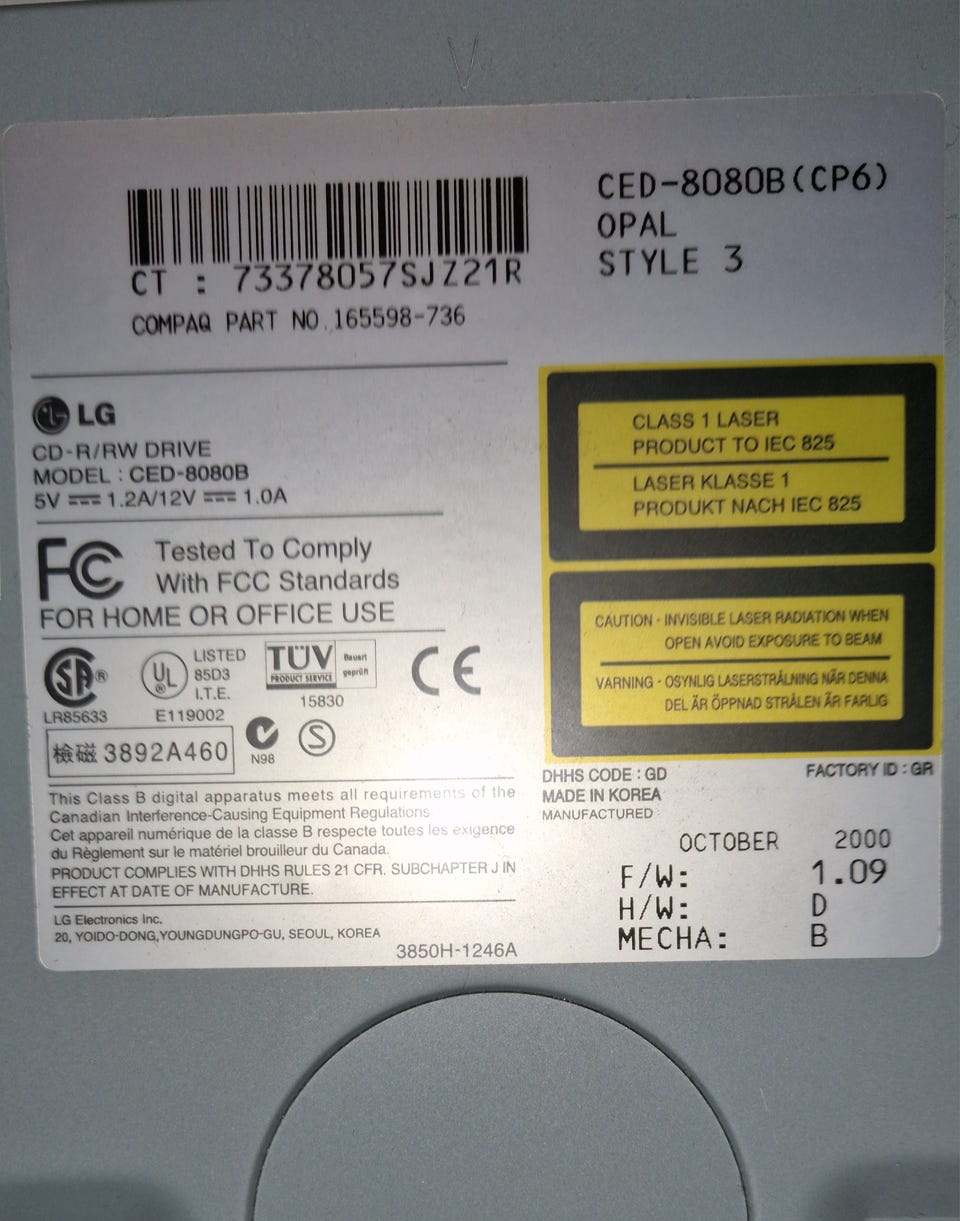 CT : 73378057SJZ21R
COMPAQ PART NO.165598-736
CED-8080B(CP6)
OPAL
STYLE 3
LG
CD-R/RW DRIVE
MODEL : CED-8080B
5V ⎓ 1.2A/12V ⎓ 1.0A
FC Tested To Comply
With FCC Standards
FOR HOME OR OFFICE USE
SA®
LR85633
UL
LISTED
85D3
I.T.E.
E119002
TÜV
PRODUCT SERVICE
Bauart
geprüft
15830
CE
檢磁 3892A460
N98
S
This Class B digital apparatus meets all requirements of the
Canadian Interference-Causing Equipment Regulations
Cet appareil numérique de la classe B respecte toutes les exigence
du Règlement sur le matériel brouilleur du Canada.
PRODUCT COMPLIES WITH DHHS RULES 21 CFR. SUBCHAPTER J IN
EFFECT AT DATE OF MANUFACTURE.
LG Electronics Inc.
20, YOIDO-DONG,YOUNGDUNGPO-GU, SEOUL, KOREA
3850H-1246A
CLASS 1 LASER
PRODUCT TO IEC 825
LASER KLASSE 1
PRODUKT NACH IEC 825
CAUTION - INVISIBLE LASER RADIATION WHEN
OPEN AVOID EXPOSURE TO BEAM
VARNING - OSYNLIG LASERSTRÅLNING NÄR DENNA
DEL ÄR ÖPPNAD STRÅLEN ÄR FARLIG
DHHS CODE : GD
FACTORY ID : GR
MADE IN KOREA
MANUFACTURED
OCTOBER 2000
F/W: 1.09
H/W: D
MECHA: B